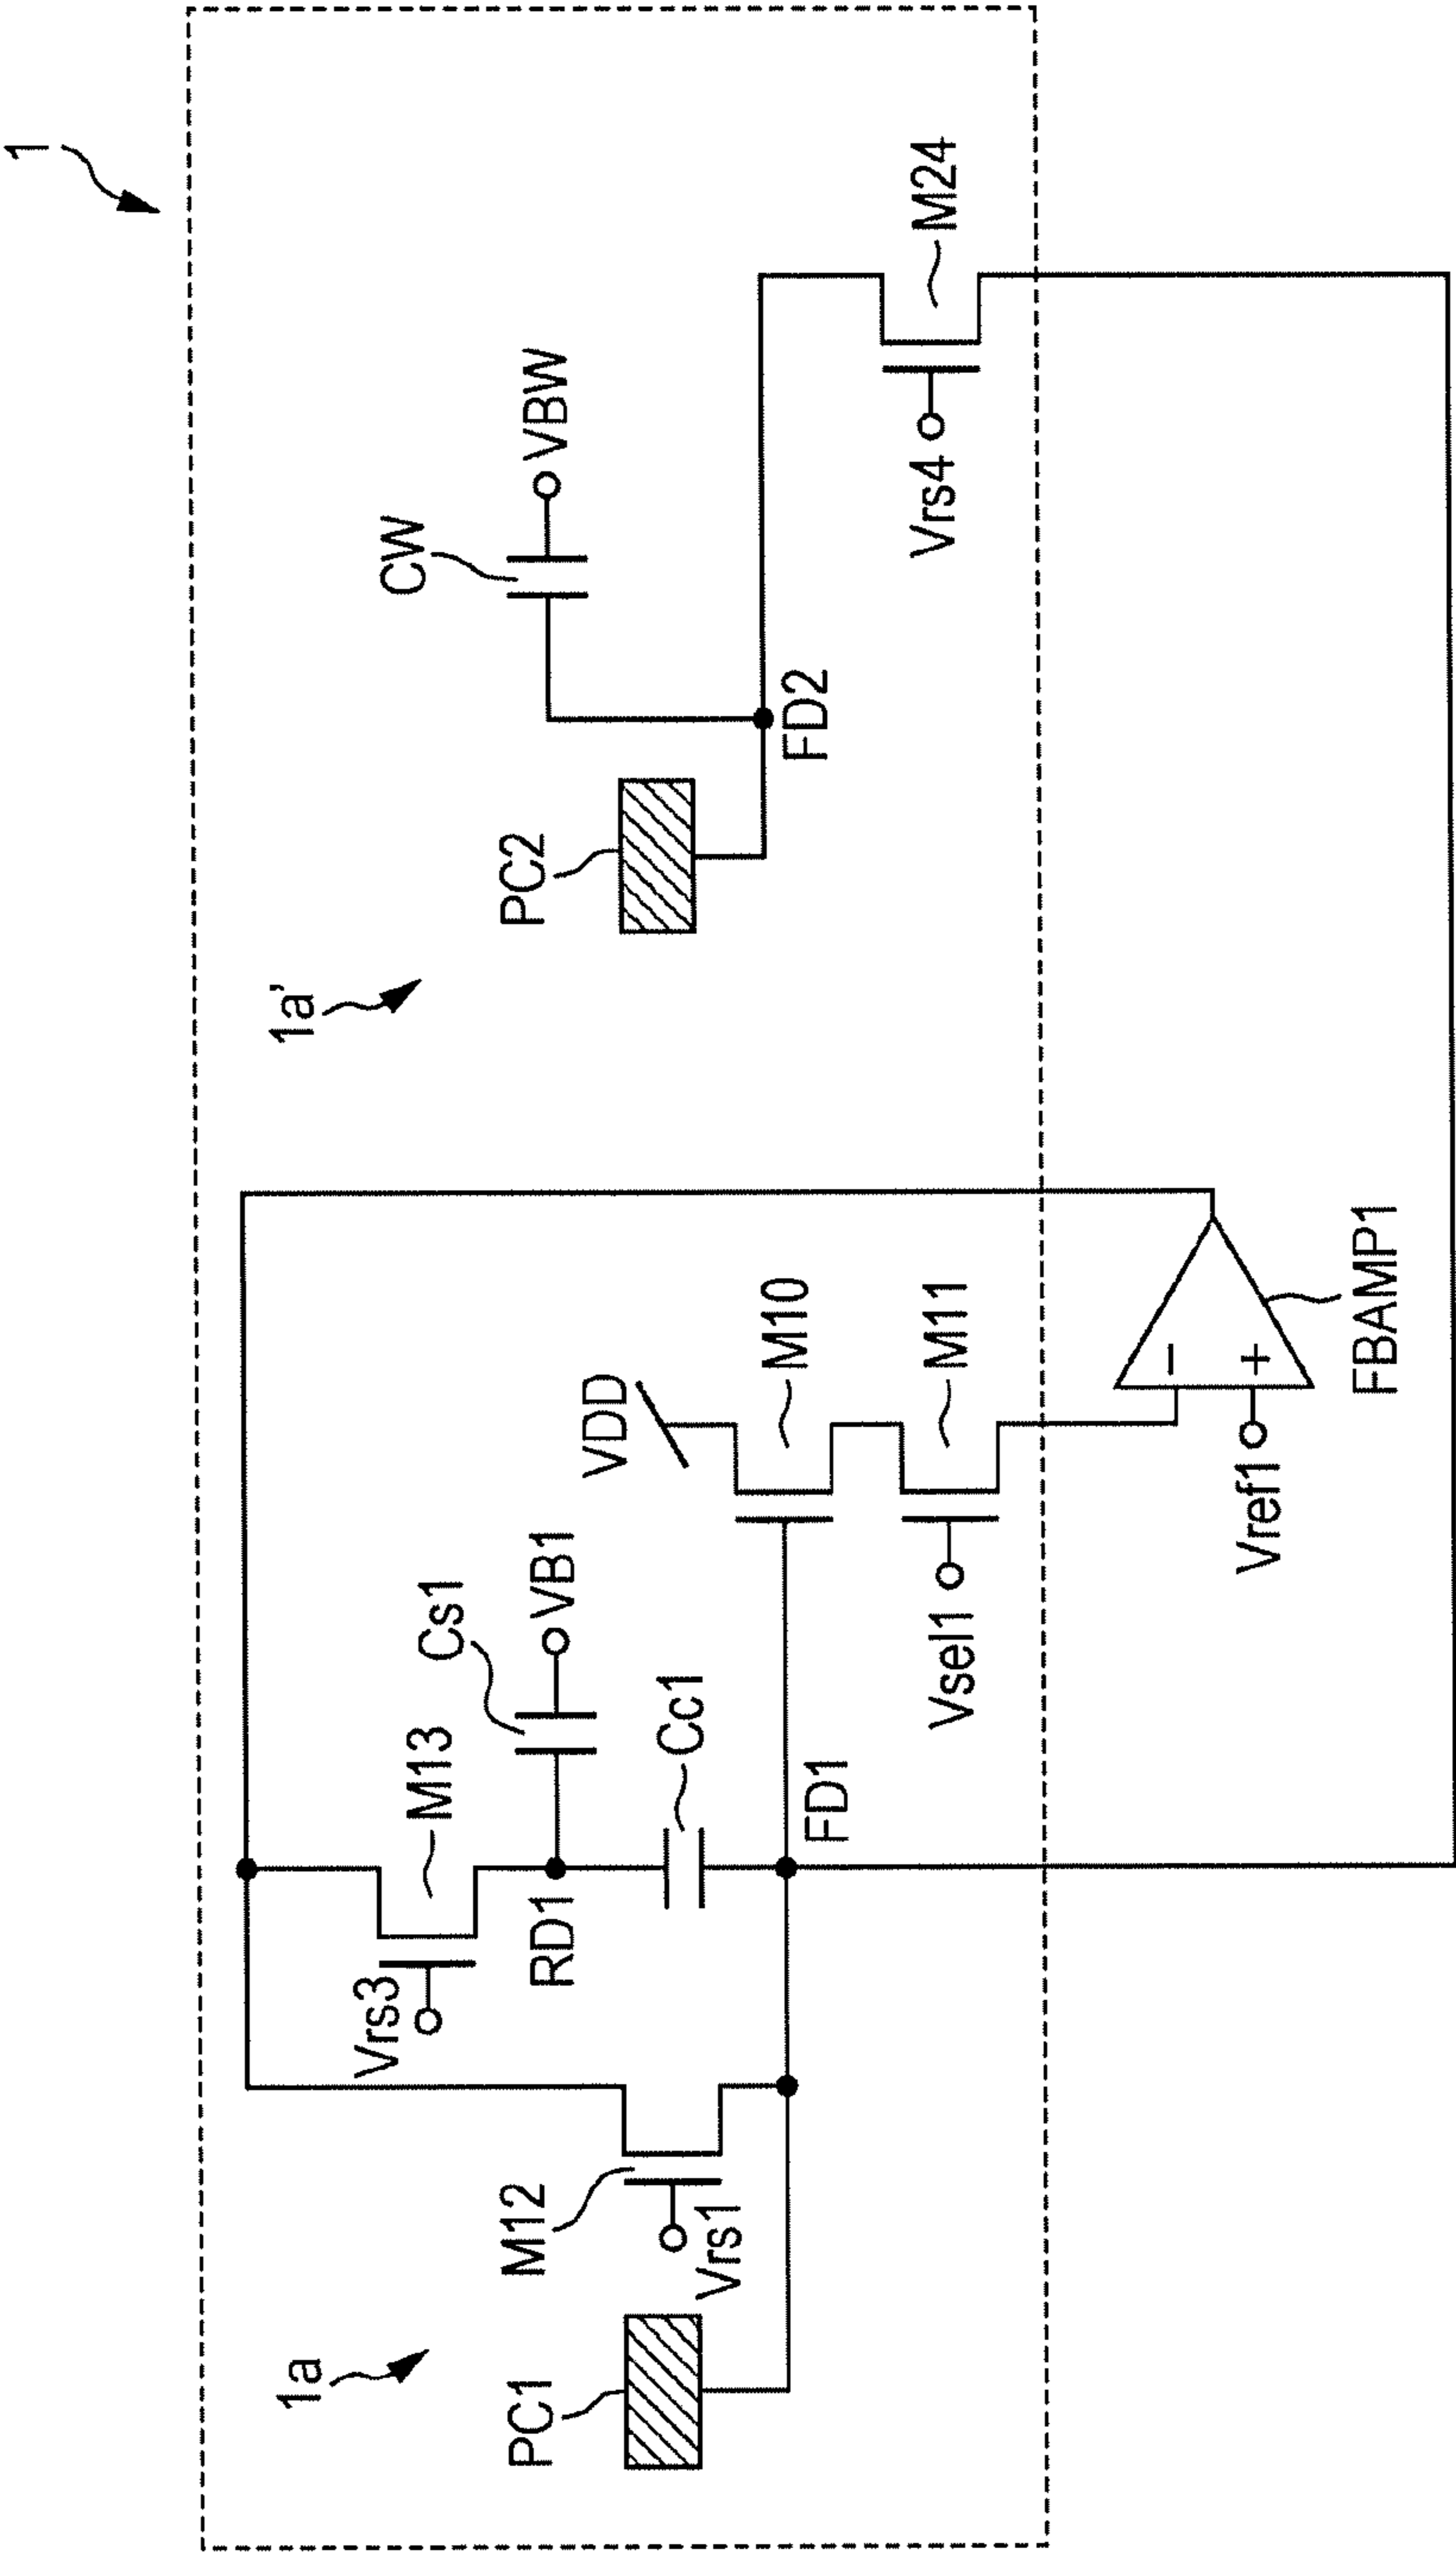 1
1a
1a'
PC1
M12
Vrs1
Vrs3
M13
RD1
Cs1
VB1
Cc1
FD1
VDD
M10
M11
Vsel1
Vref1
−
+
FBAMP1
PC2
CW
VBW
FD2
Vrs4
M24